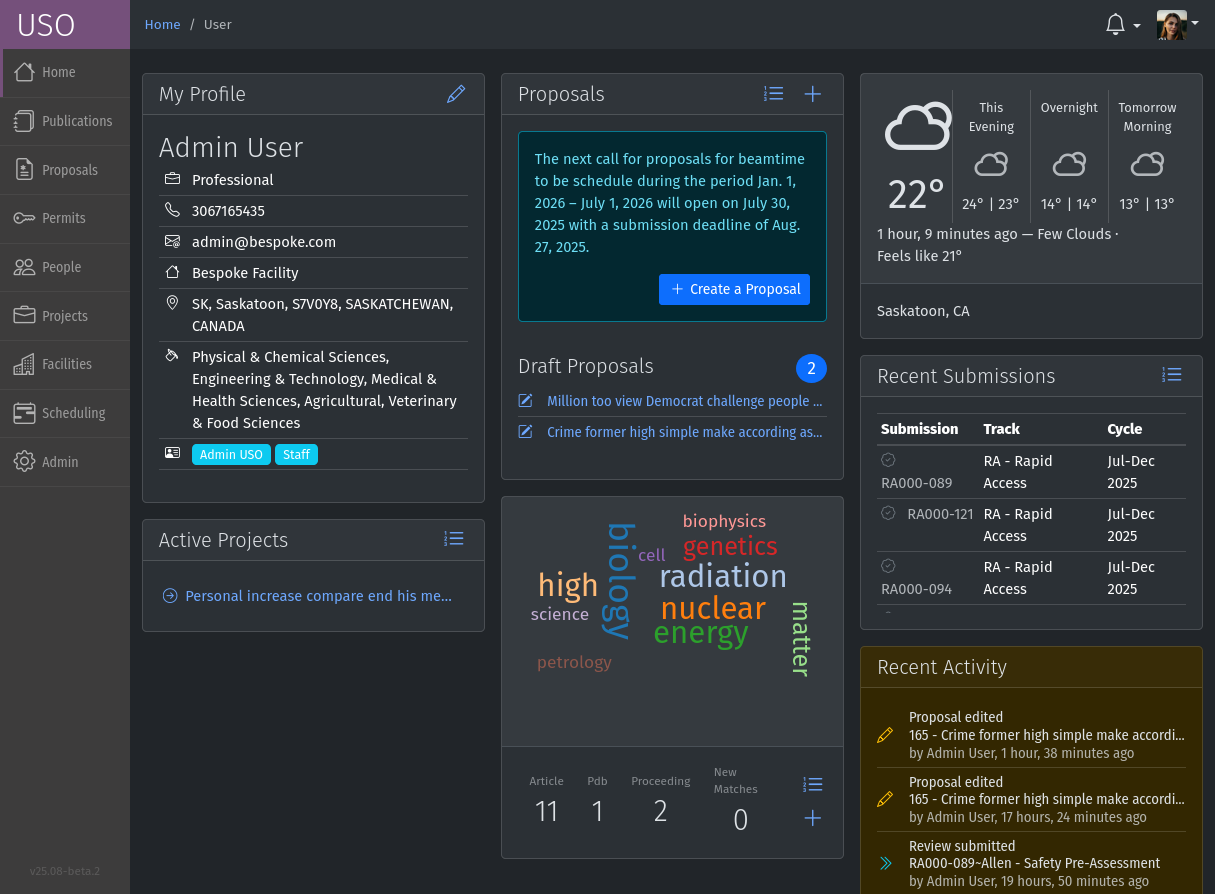 USO
Home / User
Home
Publications
Proposals
Permits
People
Projects
Facilities
Scheduling
Admin
v25.08-beta.2
My Profile
Admin User
Professional
3067165435
admin@bespoke.com
Bespoke Facility
SK, Saskatoon, S7V0Y8, SASKATCHEWAN,
CANADA
Physical & Chemical Sciences,
Engineering & Technology, Medical &
Health Sciences, Agricultural, Veterinary
& Food Sciences
Admin USO Staff
Active Projects
Personal increase compare end his me...
Proposals
The next call for proposals for beamtime
to be schedule during the period Jan. 1,
2026 – July 1, 2026 will open on July 30,
2025 with a submission deadline of Aug.
27, 2025.
Create a Proposal
Draft Proposals 2
Million too view Democrat challenge people ...
Crime former high simple make according as...
biophysics
biology
cell
genetics
radiation
high
science
nuclear
energy
matter
petrology
Article Pdb Proceeding New
Matches
11 1 2 0
This
Evening
Overnight
Tomorrow
Morning
22°
24° | 23°
14° | 14°
13° | 13°
1 hour, 9 minutes ago — Few Clouds ·
Feels like 21°
Saskatoon, CA
Recent Submissions
Submission Track Cycle
RA000-089 RA - Rapid Access Jul-Dec 2025
RA000-121 RA - Rapid Access Jul-Dec 2025
RA000-094 RA - Rapid Access Jul-Dec 2025
Recent Activity
Proposal edited
165 - Crime former high simple make accordi...
by Admin User, 1 hour, 38 minutes ago
Proposal edited
165 - Crime former high simple make accordi...
by Admin User, 17 hours, 24 minutes ago
Review submitted
RA000-089~Allen - Safety Pre-Assessment
by Admin User, 19 hours, 50 minutes ago